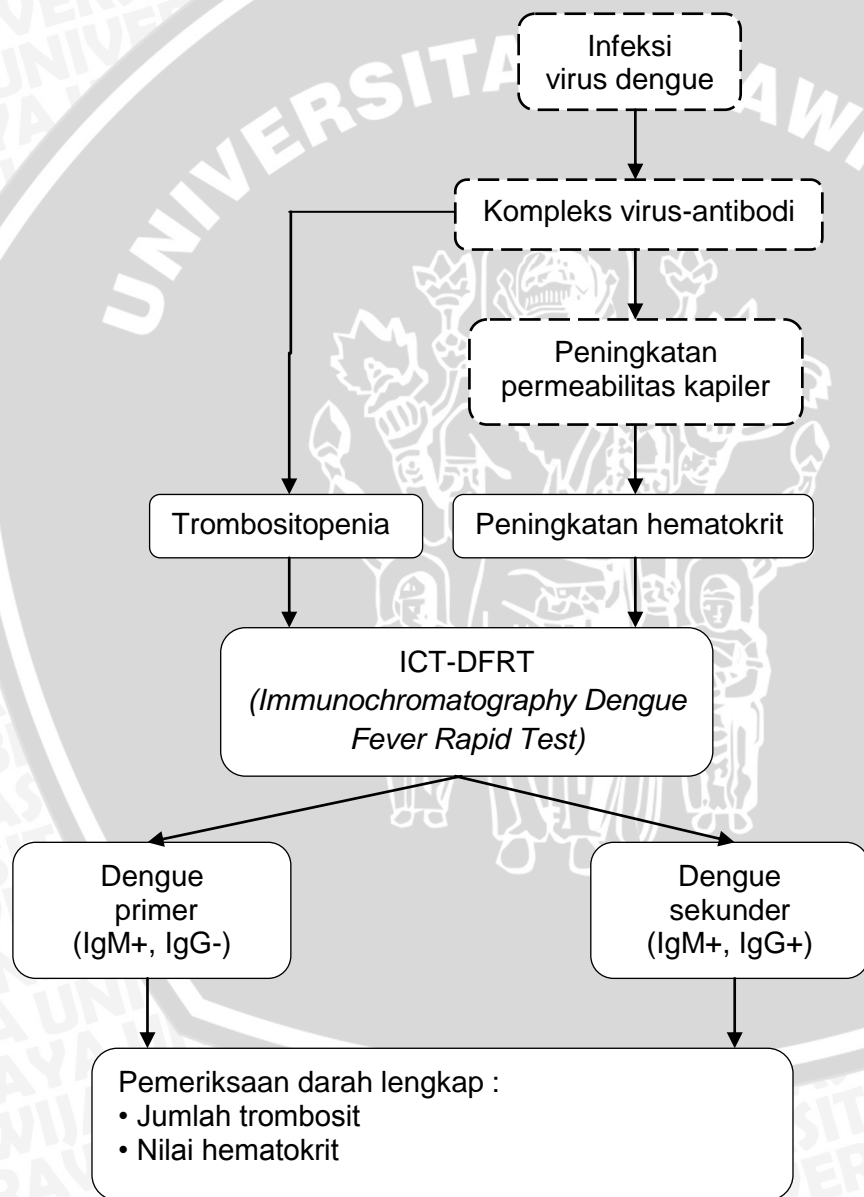 Infeksi
virus dengue
Kompleks virus-antibodi
Peningkatan
permeabilitas kapiler
Trombositopenia
Peningkatan hematokrit
ICT-DFRT
(Immunochromatography Dengue
Fever Rapid Test)
Dengue
primer
(IgM+, IgG-)
Dengue
sekunder
(IgM+, IgG+)
Pemeriksaan darah lengkap :
• Jumlah trombosit
• Nilai hematokrit